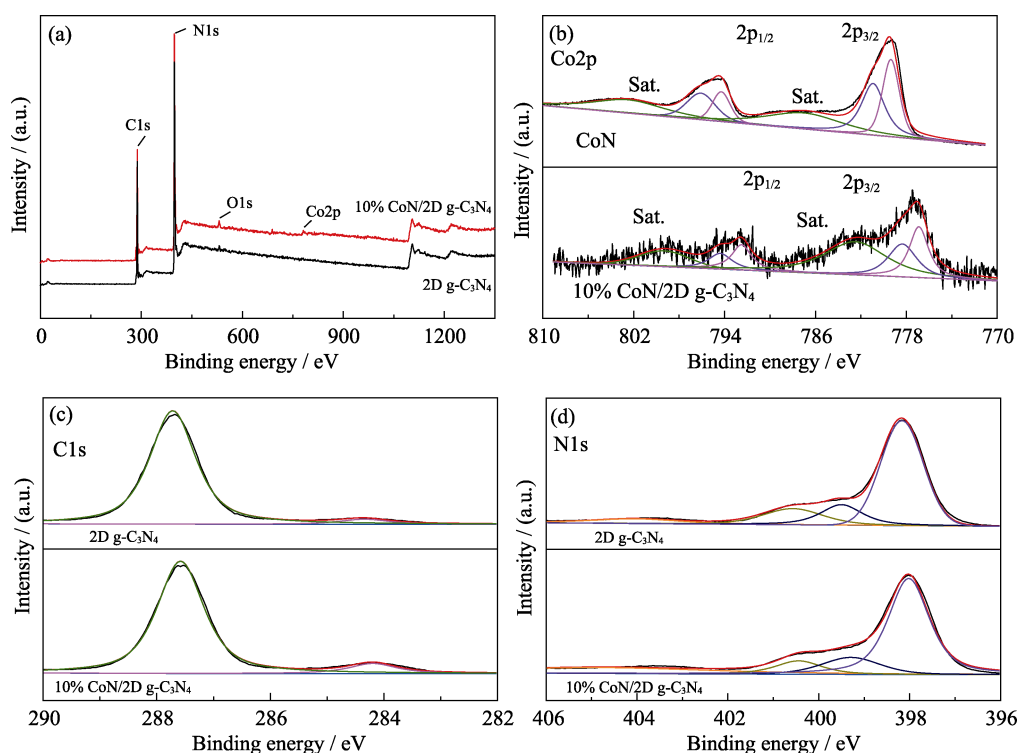 (a)
N1s
C1s
O1s
Co2p
10% CoN/2D g-C₃N₄
2D g-C₃N₄
Intensity / (a.u.)
0 300 600 900 1200
Binding energy / eV
(b)
Co2p
2p₁/₂
2p₃/₂
Sat.
Sat.
CoN
2p₁/₂
2p₃/₂
Sat.
Sat.
10% CoN/2D g-C₃N₄
Intensity / (a.u.)
Intensity / (a.u.)
810 802 794 786 778 770
Binding energy / eV
(c)
C1s
2D g-C₃N₄
10% CoN/2D g-C₃N₄
Intensity / (a.u.)
290 288 286 284 282
Binding energy / eV
(d)
N1s
2D g-C₃N₄
10% CoN/2D g-C₃N₄
Intensity / (a.u.)
Intensity / (a.u.)
406 404 402 400 398 396
Binding energy / eV